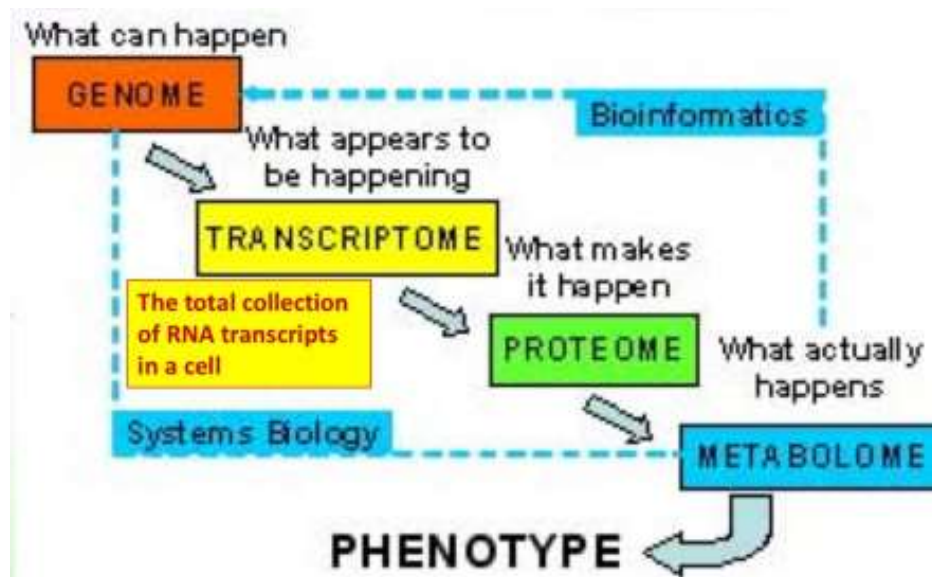 What can happen
GENOME
Bioinformatics
What appears to
be happening
TRANSCRIPTOME
What makes
it happen
The total collection
of RNA transcripts
in a cell
PROTEOME
What actually
happens
Systems Biology
METABOLOME
PHENOTYPE